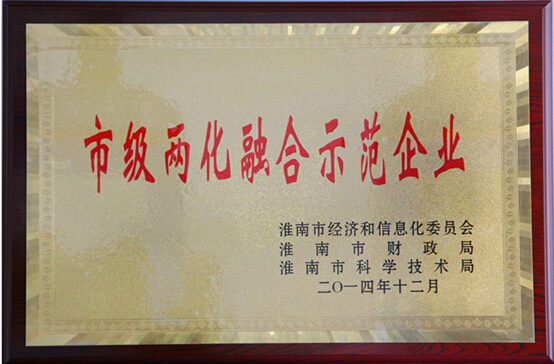 市级两化融合示范企业
淮南市经济和信息化委员会
淮南市财政局
淮南市科学技术局
二〇一四年十二月